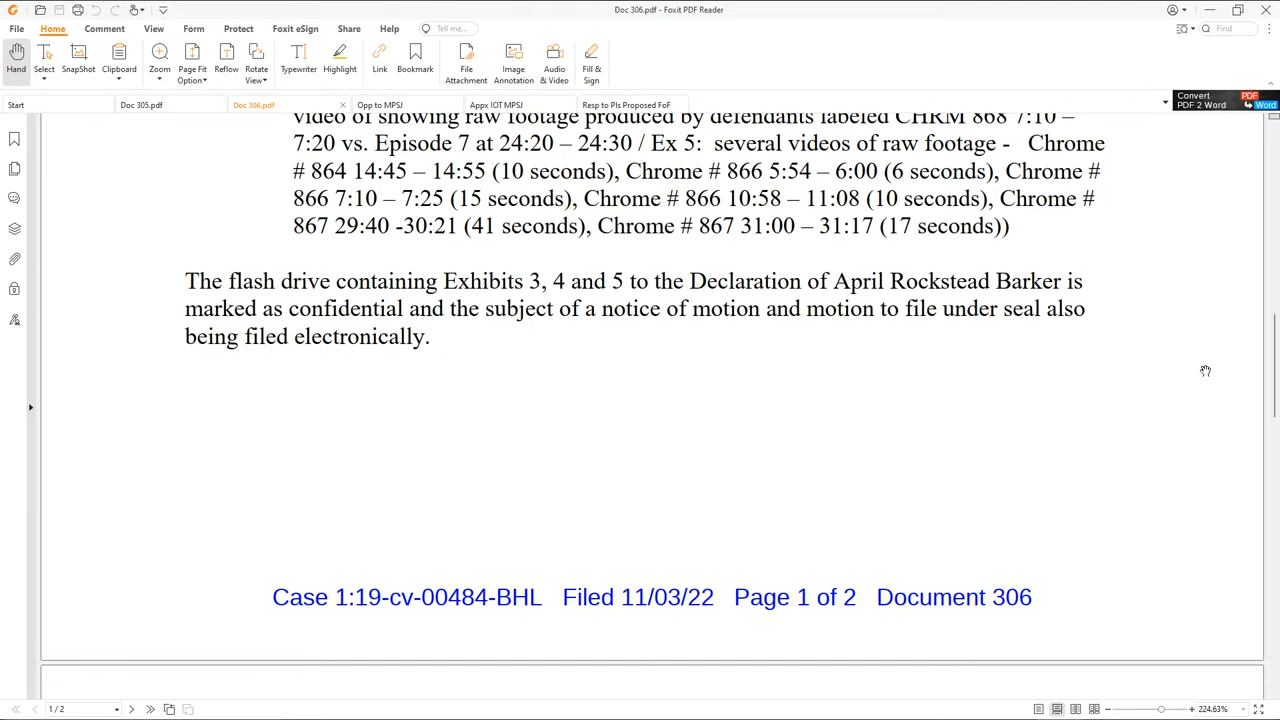 Doc 306.pdf - Foxit PDF Reader
File Home Comment View Form Protect Foxit eSign Share Help Tell me... Find
Hand Select SnapShot Clipboard Zoom Page Fit Option Reflow Rotate View Typewriter Highlight Link Bookmark File Attachment Image Annotation Audio & Video Fill & Sign
Start Doc 305.pdf Doc 306.pdf Opp to MPSJ Appx IOT MPSJ Resp to Pls Proposed FoF
Convert PDF
PDF 2 Word Word
video of showing raw footage produced by defendants labeled CHRM 868 7:10 –
7:20 vs. Episode 7 at 24:20 – 24:30 / Ex 5: several videos of raw footage - Chrome
# 864 14:45 – 14:55 (10 seconds), Chrome # 866 5:54 – 6:00 (6 seconds), Chrome #
866 7:10 – 7:25 (15 seconds), Chrome # 866 10:58 – 11:08 (10 seconds), Chrome #
867 29:40 -30:21 (41 seconds), Chrome # 867 31:00 – 31:17 (17 seconds))
The flash drive containing Exhibits 3, 4 and 5 to the Declaration of April Rockstead Barker is
marked as confidential and the subject of a notice of motion and motion to file under seal also
being filed electronically.
Case 1:19-cv-00484-BHL Filed 11/03/22 Page 1 of 2 Document 306
1 / 2
224.63%